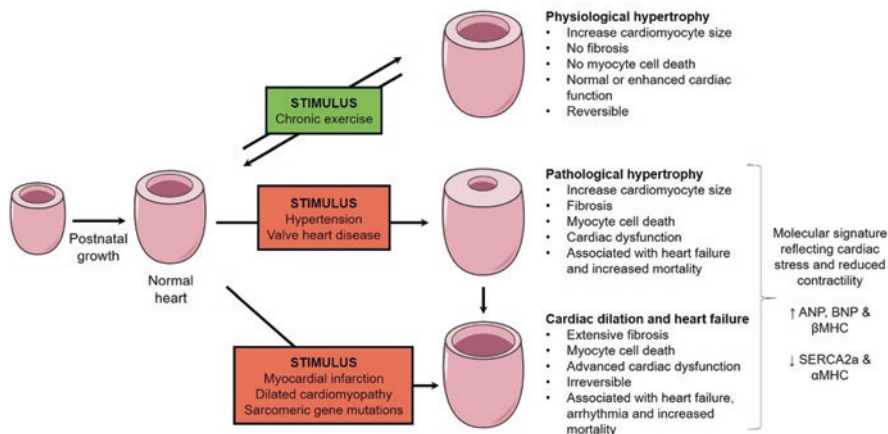 Physiological hypertrophy
• Increase cardiomyocyte size
• No fibrosis
• No myocyte cell death
• Normal or enhanced cardiac
function
• Reversible
STIMULUS
Chronic exercise
Postnatal
growth
Normal
heart
STIMULUS
Hypertension
Valve heart disease
Pathological hypertrophy
• Increase cardiomyocyte size
• Fibrosis
• Myocyte cell death
• Cardiac dysfunction
• Associated with heart failure
and increased mortality
STIMULUS
Myocardial infarction
Dilated cardiomyopathy
Sarcomeric gene mutations
Cardiac dilation and heart failure
• Extensive fibrosis
• Myocyte cell death
• Advanced cardiac dysfunction
• Irreversible
• Associated with heart failure,
arrhythmia and increased
mortality
Molecular signature
reflecting cardiac
stress and reduced
contractility
↑ ANP, BNP &
βMHC
↓ SERCA2a &
αMHC